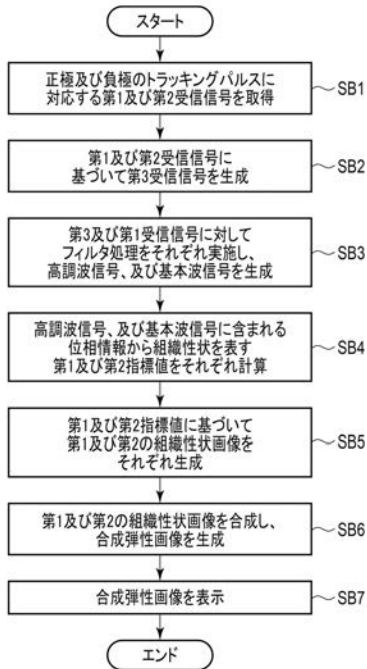 スタート
正極及び負極のトラッキングパルスに
対応する第1及び第2受信信号を取得
SB1
第1及び第2受信信号に
基づいて第3受信信号を生成
SB2
第3及び第1受信信号に対して
フィルタ処理をそれぞれ実施し、
高調波信号、及び基本波信号を生成
SB3
高調波信号、及び基本波信号に含まれる
位相情報から組織性状を表す
第1及び第2指標値をそれぞれ計算
SB4
第1及び第2指標値に基づいて
第1及び第2の組織性状画像を
それぞれ生成
SB5
第1及び第2の組織性状画像を合成し、
合成弾性画像を生成
SB6
合成弾性画像を表示
SB7
エンド